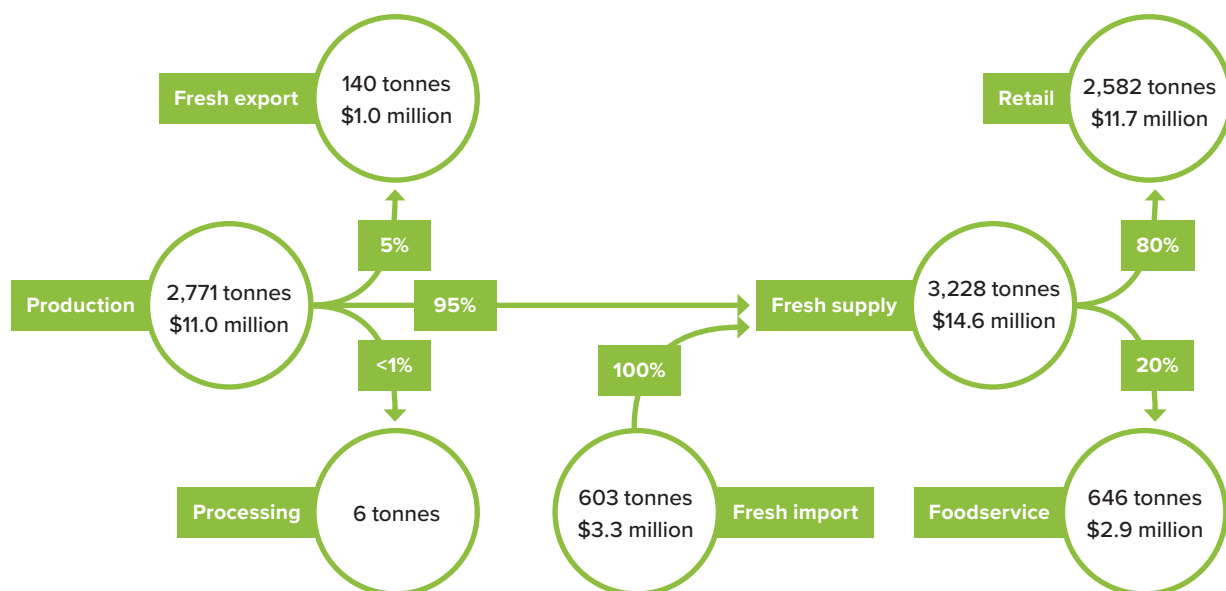 Fresh export
140 tonnes
$1.0 million
Retail
2,582 tonnes
$11.7 million
5%
80%
Production
2,771 tonnes
$11.0 million
95%
Fresh supply
3,228 tonnes
$14.6 million
<1%
100%
20%
Processing
6 tonnes
603 tonnes
$3.3 million
Fresh import
Foodservice
646 tonnes
$2.9 million